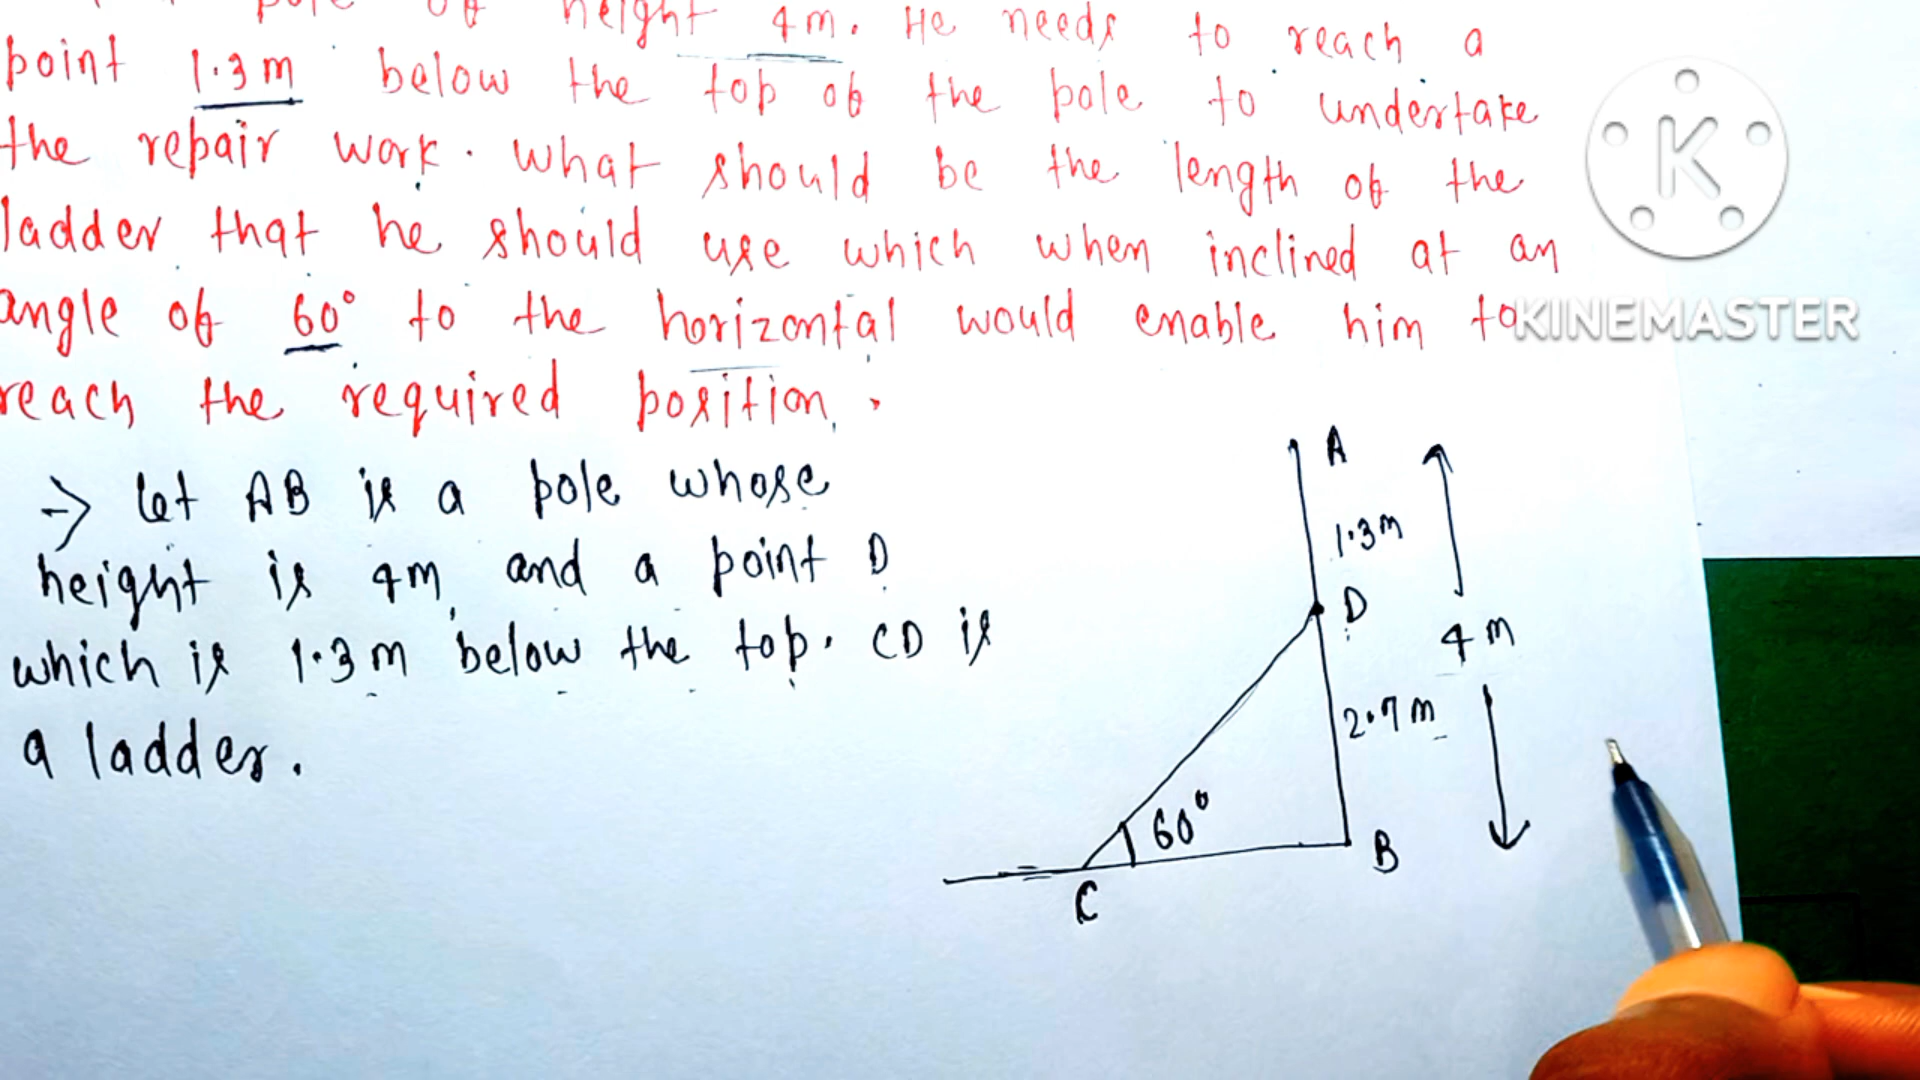 pole of height 4m. He needs to reach a
point 1.3m below the top of the pole to undertake
the repair work. What should be the length of the
ladder that he should use which when inclined at an
angle of 60° to the horizontal would enable him to
reach the required position.
K
KINEMASTER
→ let AB is a pole whose
height is 4m and a point D
which is 1.3m below the top. CD is
a ladder.
A
1.3m
D
4m
2.7m
60°
B
C